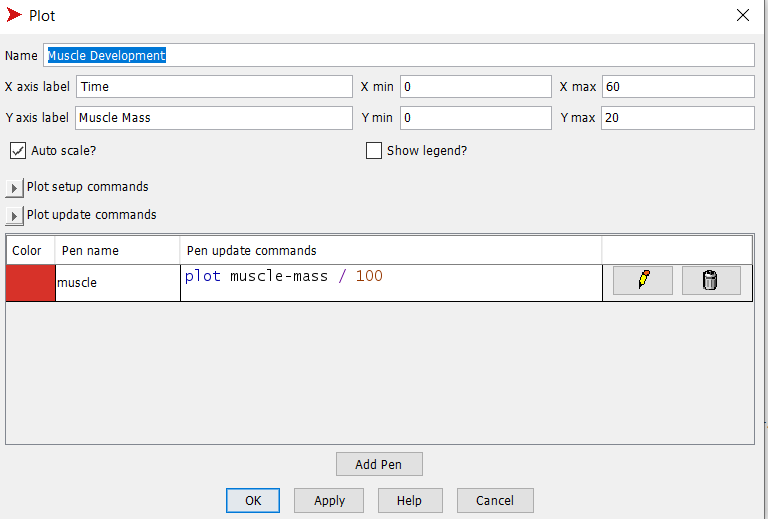 Plot
Name Muscle Development
X axis label Time X min 0 X max 60
Y axis label Muscle Mass Y min 0 Y max 20
Auto scale? Show legend?
Plot setup commands
Plot update commands
Color Pen name Pen update commands
muscle plot muscle-mass / 100
Add Pen
OK Apply Help Cancel